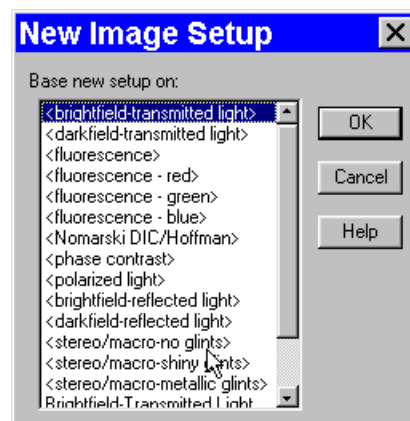 New Image Setup
Base new setup on:
<brightfield-transmitted light>
<darkfield-transmitted light>
<fluorescence>
<fluorescence - red>
<fluorescence - green>
<fluorescence - blue>
<Nomarski DIC/Hoffman>
<phase contrast>
<polarized light>
<brightfield-reflected light>
<darkfield-reflected light>
<stereo/macro-no glints>
<stereo/macro-shiny glints>
<stereo/macro-metallic glints>
Brightfield-Transmitted Light
OK
Cancel
Help